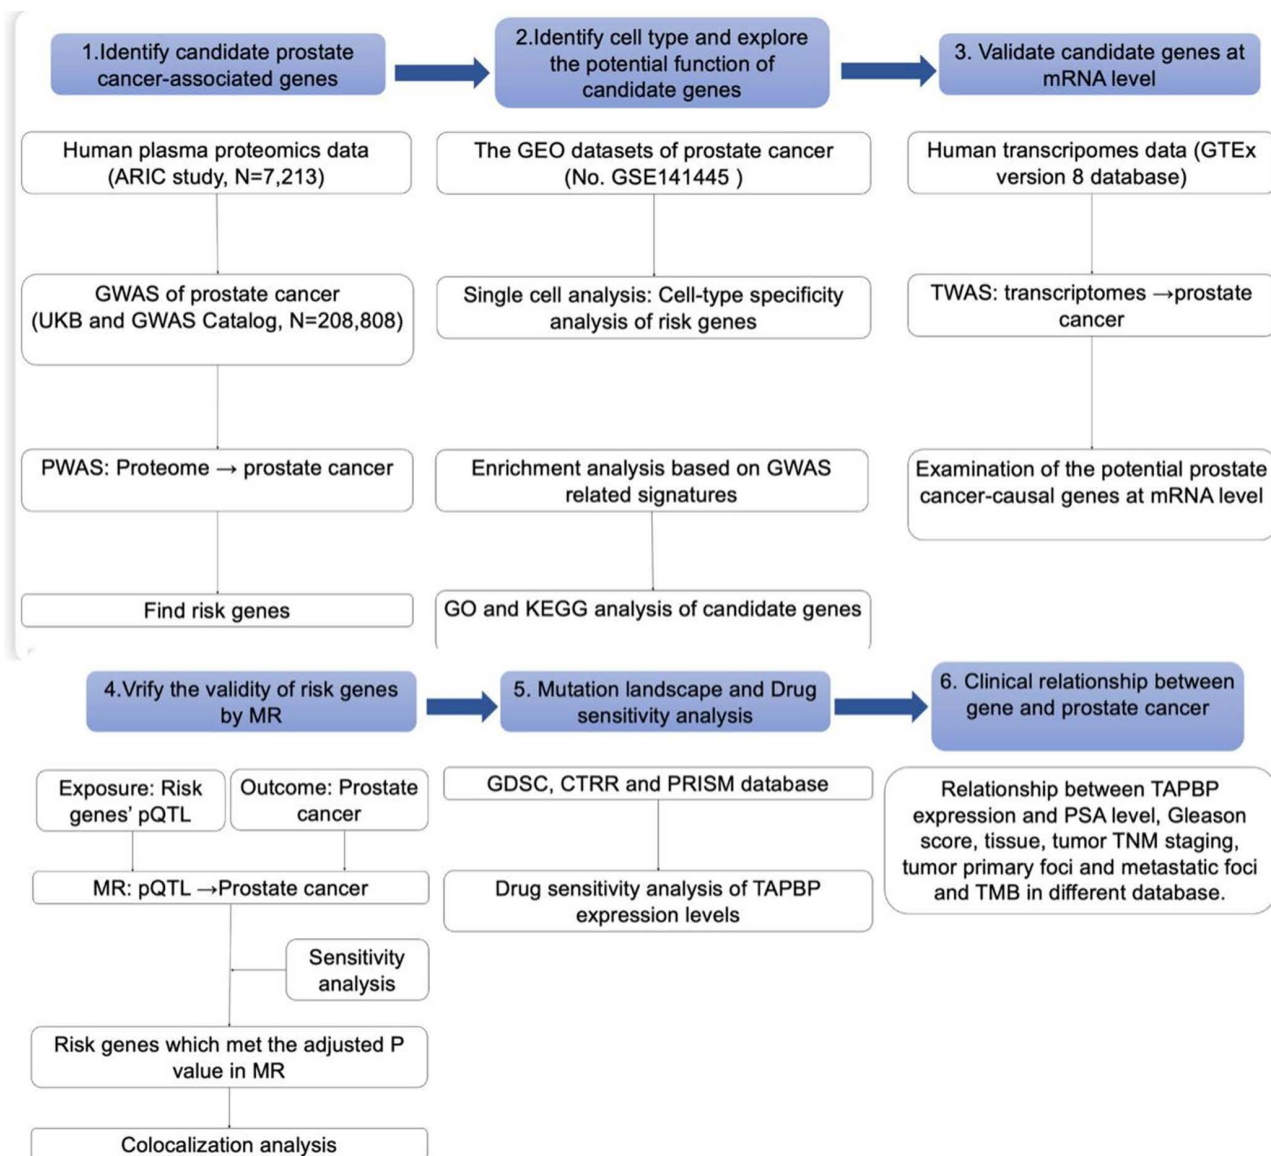 1.Identify candidate prostate
cancer-associated genes
2.Identify cell type and explore
the potential function of
candidate genes
3. Validate candidate genes at
mRNA level
Human plasma proteomics data
(ARIC study, N=7,213)
GWAS of prostate cancer
(UKB and GWAS Catalog, N=208,808)
PWAS: Proteome → prostate cancer
Find risk genes
The GEO datasets of prostate cancer
(No. GSE141445 )
Single cell analysis: Cell-type specificity
analysis of risk genes
Enrichment analysis based on GWAS
related signatures
GO and KEGG analysis of candidate genes
Human transcripomes data (GTEx
version 8 database)
TWAS: transcriptomes →prostate
cancer
Examination of the potential prostate
cancer-causal genes at mRNA level
4.Vrify the validity of risk genes
by MR
5. Mutation landscape and Drug
sensitivity analysis
6. Clinical relationship between
gene and prostate cancer
Exposure: Risk
genes' pQTL
Outcome: Prostate
cancer
MR: pQTL →Prostate cancer
Sensitivity
analysis
Risk genes which met the adjusted P
value in MR
Colocalization analysis
GDSC, CTRR and PRISM database
Drug sensitivity analysis of TAPBP
expression levels
Relationship between TAPBP
expression and PSA level, Gleason
score, tissue, tumor TNM staging,
tumor primary foci and metastatic foci
and TMB in different database.